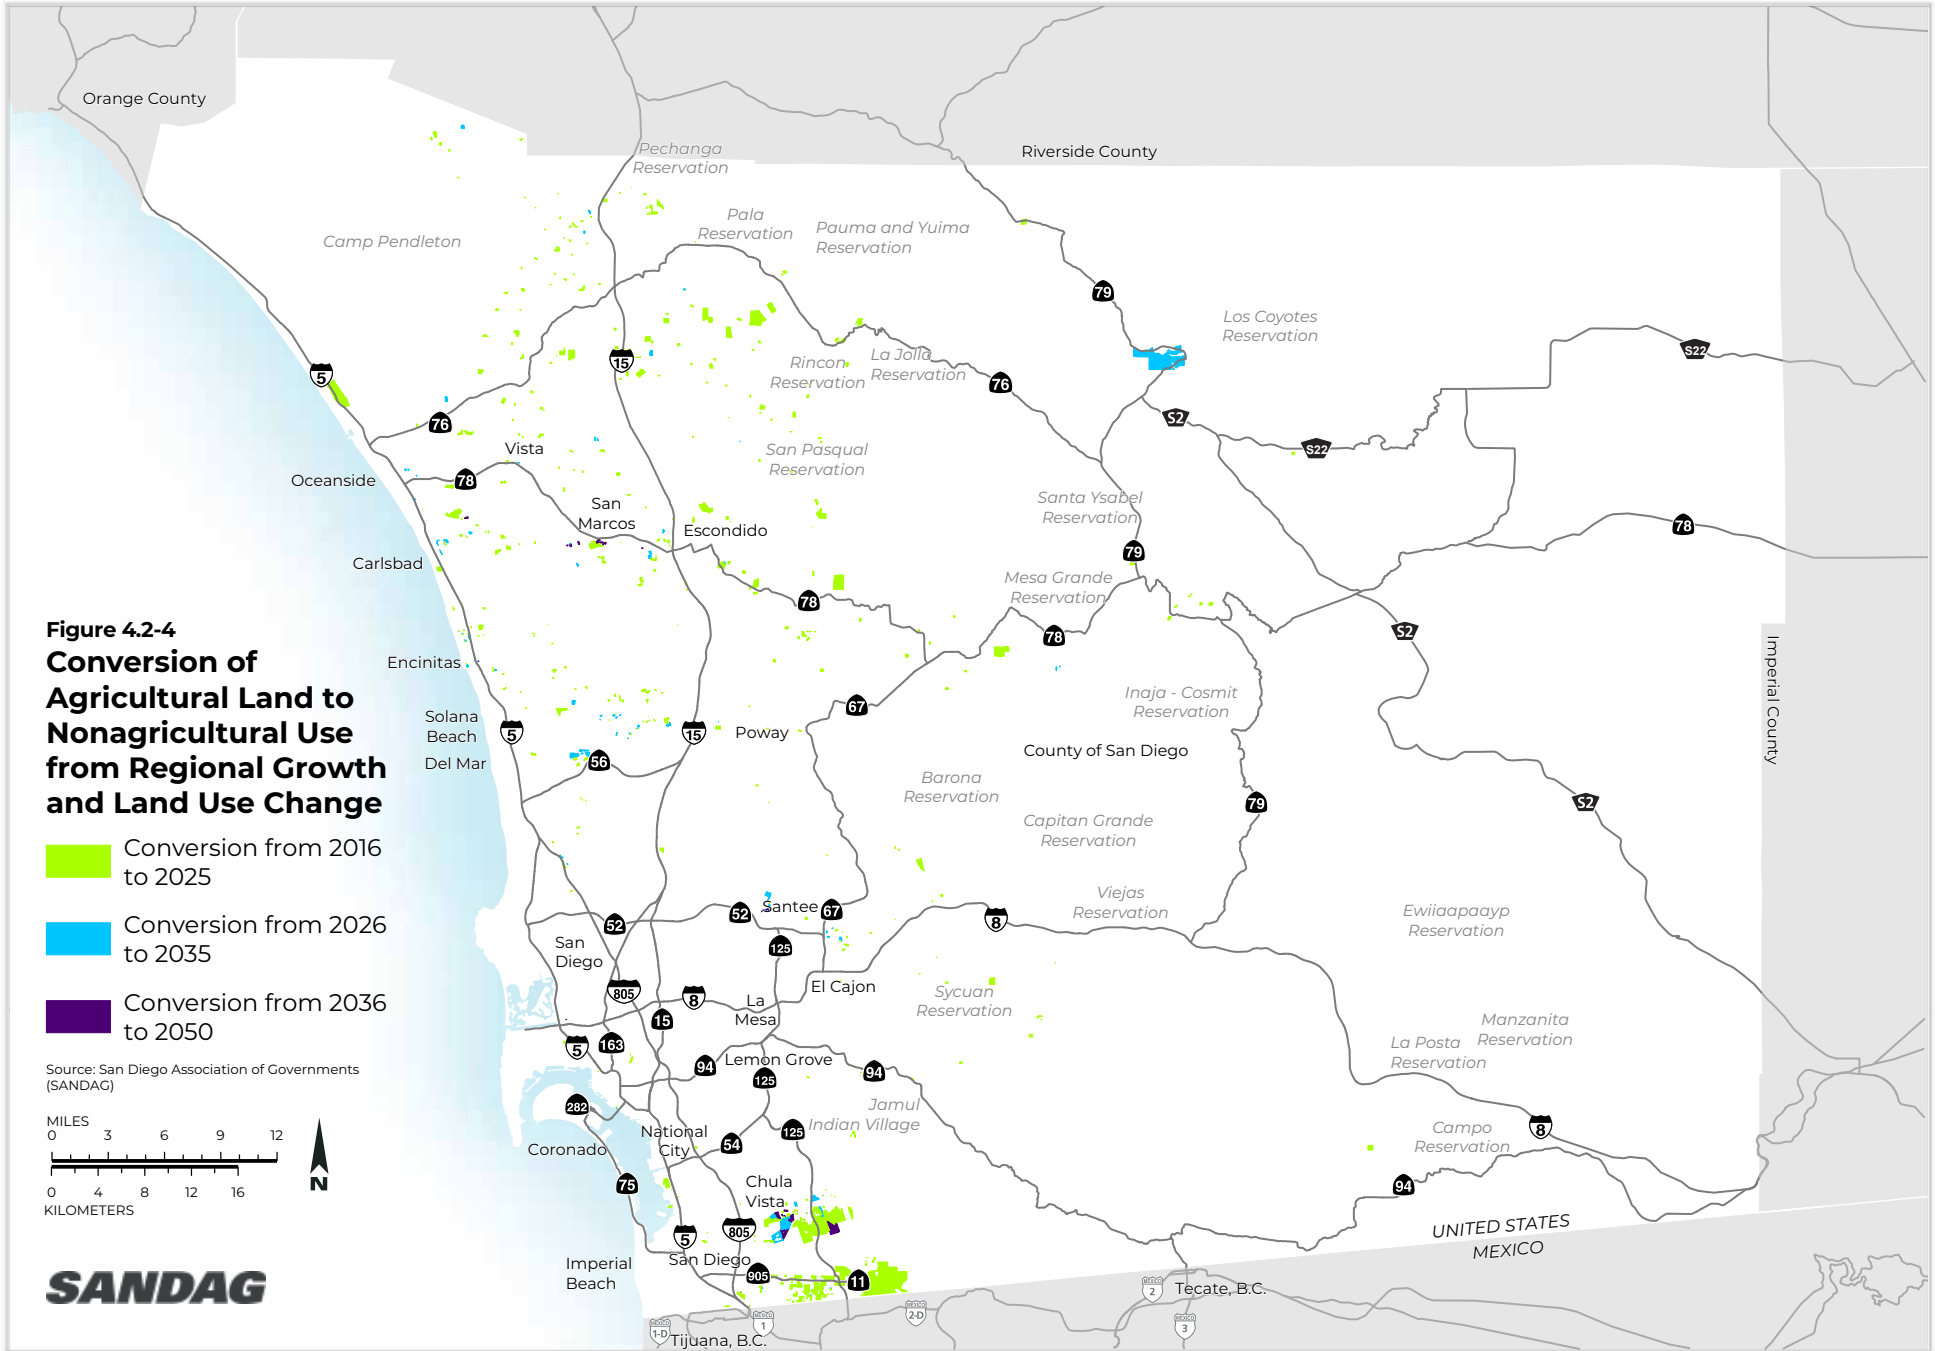 Orange County
Riverside County
Pechanga
Reservation
Camp Pendleton
Pala
Reservation
Pauma and Yuima
Reservation
79
Los Coyotes
Reservation
15
5
Rincon
Reservation
La Jolla
Reservation
76
S22
76
S2
S22
Vista
Oceanside
78
San Pasqual
Reservation
San
Marcos
Escondido
Santa Ysabel
Reservation
78
79
Carlsbad
Mesa Grande
Reservation
78
78
S2
Encinitas
Imperial County
Inaja - Cosmit
Reservation
67
Solana
Beach
5
15
Poway
Del Mar
56
County of San Diego
Barona
Reservation
79
S2
Capitan Grande
Reservation
Viejas
Reservation
Ewiiaapaayp
Reservation
52
52
Santee
67
8
San
Diego
125
805
8
El Cajon
La
Mesa
Sycuan
Reservation
15
5
163
Manzanita
Reservation
La Posta
Reservation
94
Lemon Grove
125
94
282
Jamul
Indian Village
Coronado
National
City
54
125
Campo
Reservation
8
75
Chula
Vista
94
5
805
San Diego
Imperial
Beach
905
11
UNITED STATES
MEXICO
Tecate, B.C.
MEXICO
2
MEXICO
3
MEXICO
2-D
MEXICO
1
MEXICO
1-D
Tijuana, B.C.
Figure 4.2-4
Conversion of
Agricultural Land to
Nonagricultural Use
from Regional Growth
and Land Use Change
Conversion from 2016
to 2025
Conversion from 2026
to 2035
Conversion from 2036
to 2050
Source: San Diego Association of Governments
(SANDAG)
MILES
0 3 6 9 12
0 4 8 12 16
KILOMETERS
N
SANDAG